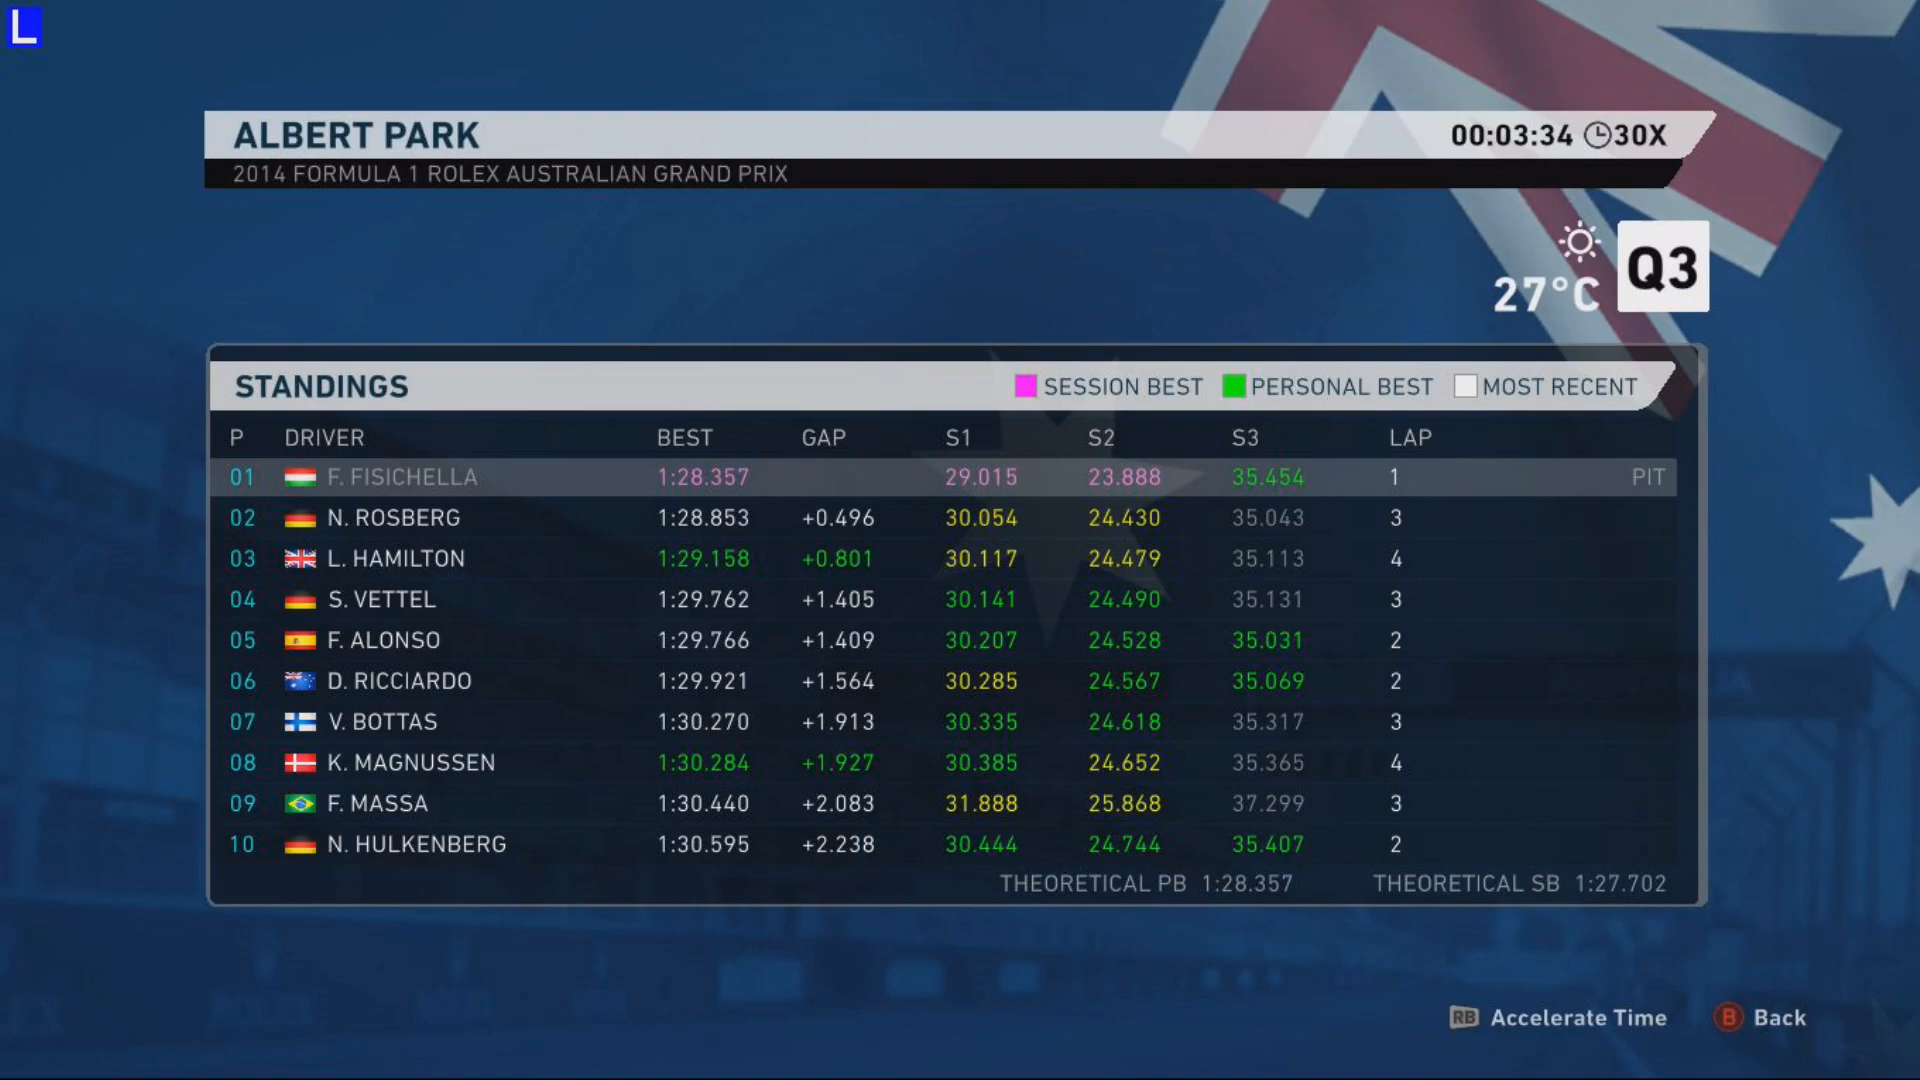 L
ALBERT PARK 00:03:34 30X
2014 FORMULA 1 ROLEX AUSTRALIAN GRAND PRIX
27°C Q3
STANDINGS SESSION BEST PERSONAL BEST MOST RECENT
P DRIVER BEST GAP S1 S2 S3 LAP
01 F. FISICHELLA 1:28.357 29.015 23.888 35.454 1 PIT
02 N. ROSBERG 1:28.853 +0.496 30.054 24.430 35.043 3
03 L. HAMILTON 1:29.158 +0.801 30.117 24.479 35.113 4
04 S. VETTEL 1:29.762 +1.405 30.141 24.490 35.131 3
05 F. ALONSO 1:29.766 +1.409 30.207 24.528 35.031 2
06 D. RICCIARDO 1:29.921 +1.564 30.285 24.567 35.069 2
07 V. BOTTAS 1:30.270 +1.913 30.335 24.618 35.317 3
08 K. MAGNUSSEN 1:30.284 +1.927 30.385 24.652 35.365 4
09 F. MASSA 1:30.440 +2.083 31.888 25.868 37.299 3
10 N. HULKENBERG 1:30.595 +2.238 30.444 24.744 35.407 2
THEORETICAL PB 1:28.357 THEORETICAL SB 1:27.702
RB Accelerate Time B Back